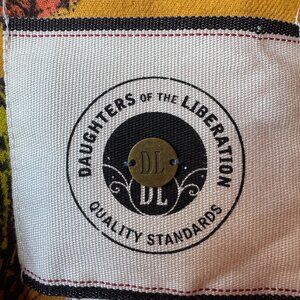 DAUGHTERS OF THE LIBERATION
DL
DL
QUALITY STANDARDS